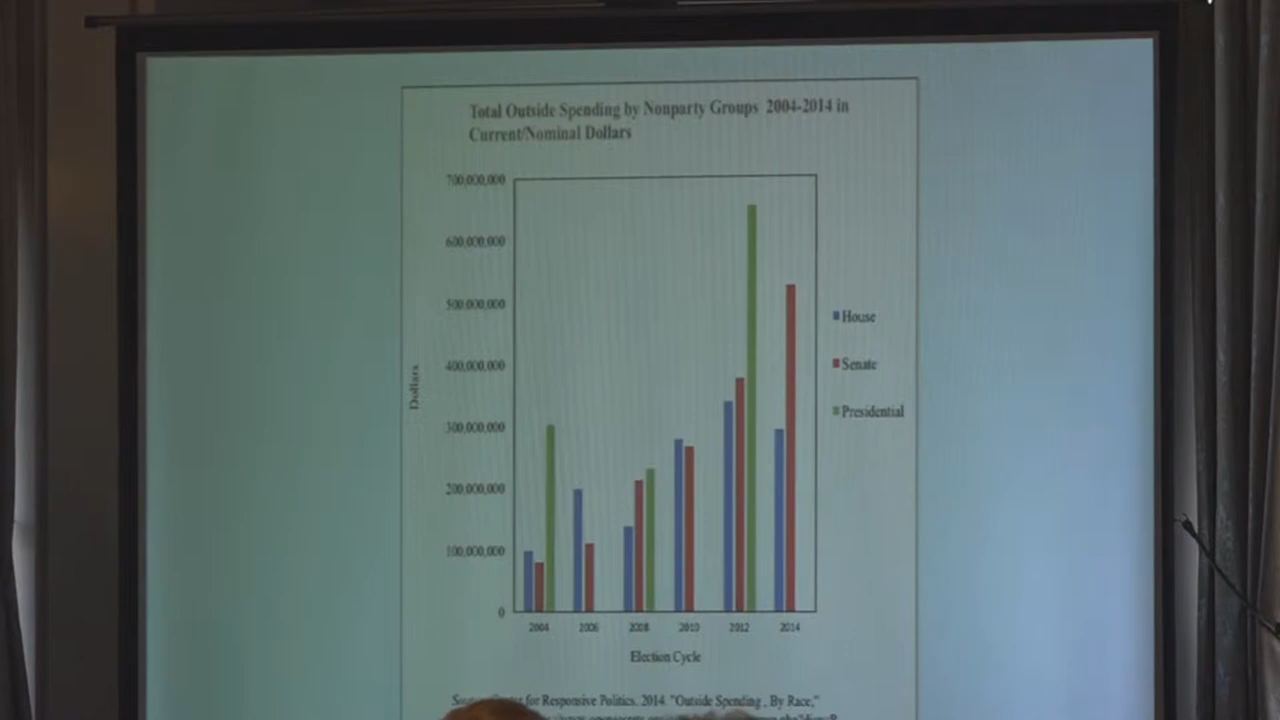 Total Outside Spending by Nonparty Groups 2004-2014 in
Current/Nominal Dollars
700,000,000
600,000,000
500,000,000
400,000,000
300,000,000
200,000,000
100,000,000
0
Dollars
House
Senate
Presidential
2004
2006
2008
2010
2012
2014
Election Cycle
for Responsive Politics. 2014. "Outside Spending , By Race,"